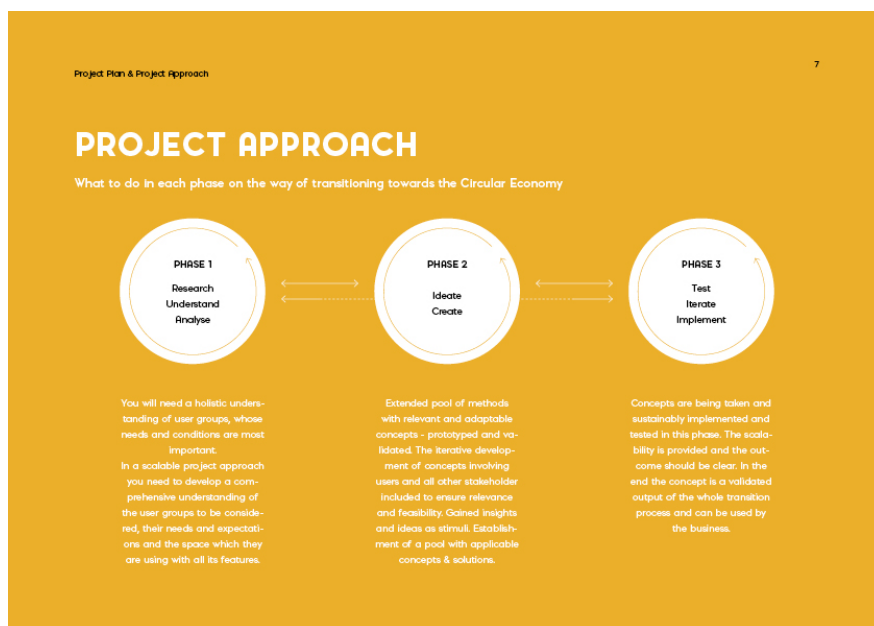 Project Plan & Project Approach
7
PROJECT APPROACH
What to do in each phase on the way of transitioning towards the Circular Economy
PHASE 1
Research
Understand
Analyse
PHASE 2
Ideate
Create
PHASE 3
Test
Iterate
Implement
You will need a holistic unders-
tanding of user groups, whose
needs and conditions are most
important.
In a scalable project approach
you need to develop a com-
prehensive understanding of
the user groups to be conside-
red, their needs and expectati-
ons and the space which they
are using with all its features.
Extended pool of methods
with relevant and adaptable
concepts - prototyped and va-
lidated. The iterative develop-
ment of concepts involving
users and all other stakeholder
included to ensure relevance
and feasibility. Gained insights
and ideas as stimuli. Establish-
ment of a pool with applicable
concepts & solutions.
Concepts are being taken and
sustainably implemented and
tested in this phase. The scala-
bility is provided and the out-
come should be clear. In the
end the concept is a validated
output of the whole transition
process and can be used by
the business.